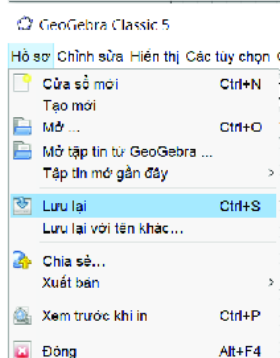 GeoGebra Classic 5
Hồ sơ Chỉnh sửa Hiển thị Các tùy chọn
Cửa sổ mới Ctrl+N
Tạo mới
Mở ... Ctrl+O
Mở tập tin từ GeoGebra ...
Tập tin mở gần đây >
Lưu lại Ctrl+S
Lưu lại với tên khác...
Chia sẻ...
Xuất bản >
Xem trước khi in Ctrl+P
Đóng Alt+F4